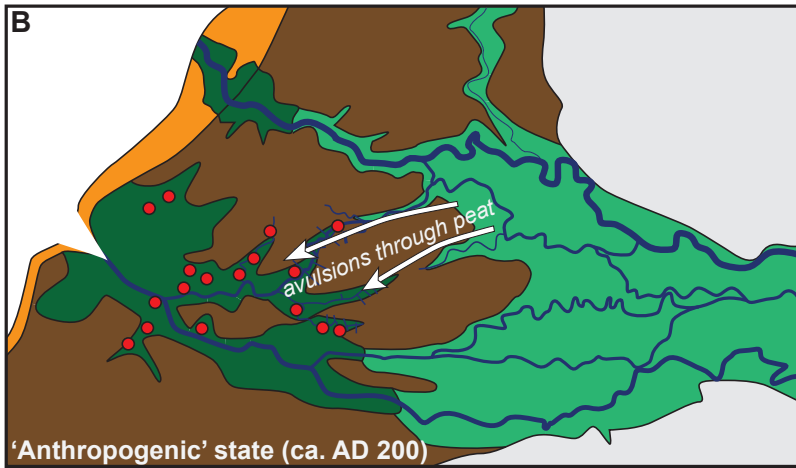 B
avulsions through peat
‘Anthropogenic’ state (ca. AD 200)